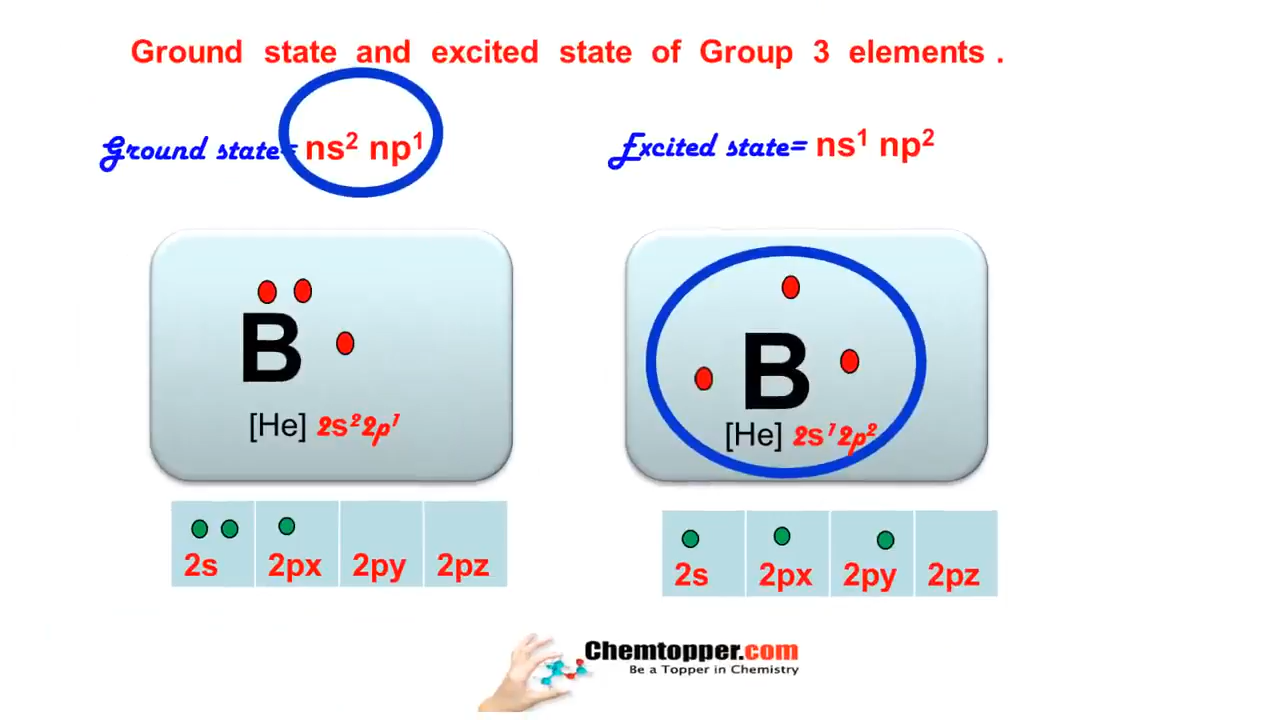 Ground state and excited state of Group 3 elements .
Ground state= ns² np¹
Excited state= ns¹ np²
B
[He] 2s²2p¹
B
[He] 2s¹2p²
2s 2px 2py 2pz
2s 2px 2py 2pz
Chemtopper.com
Be a Topper in Chemistry